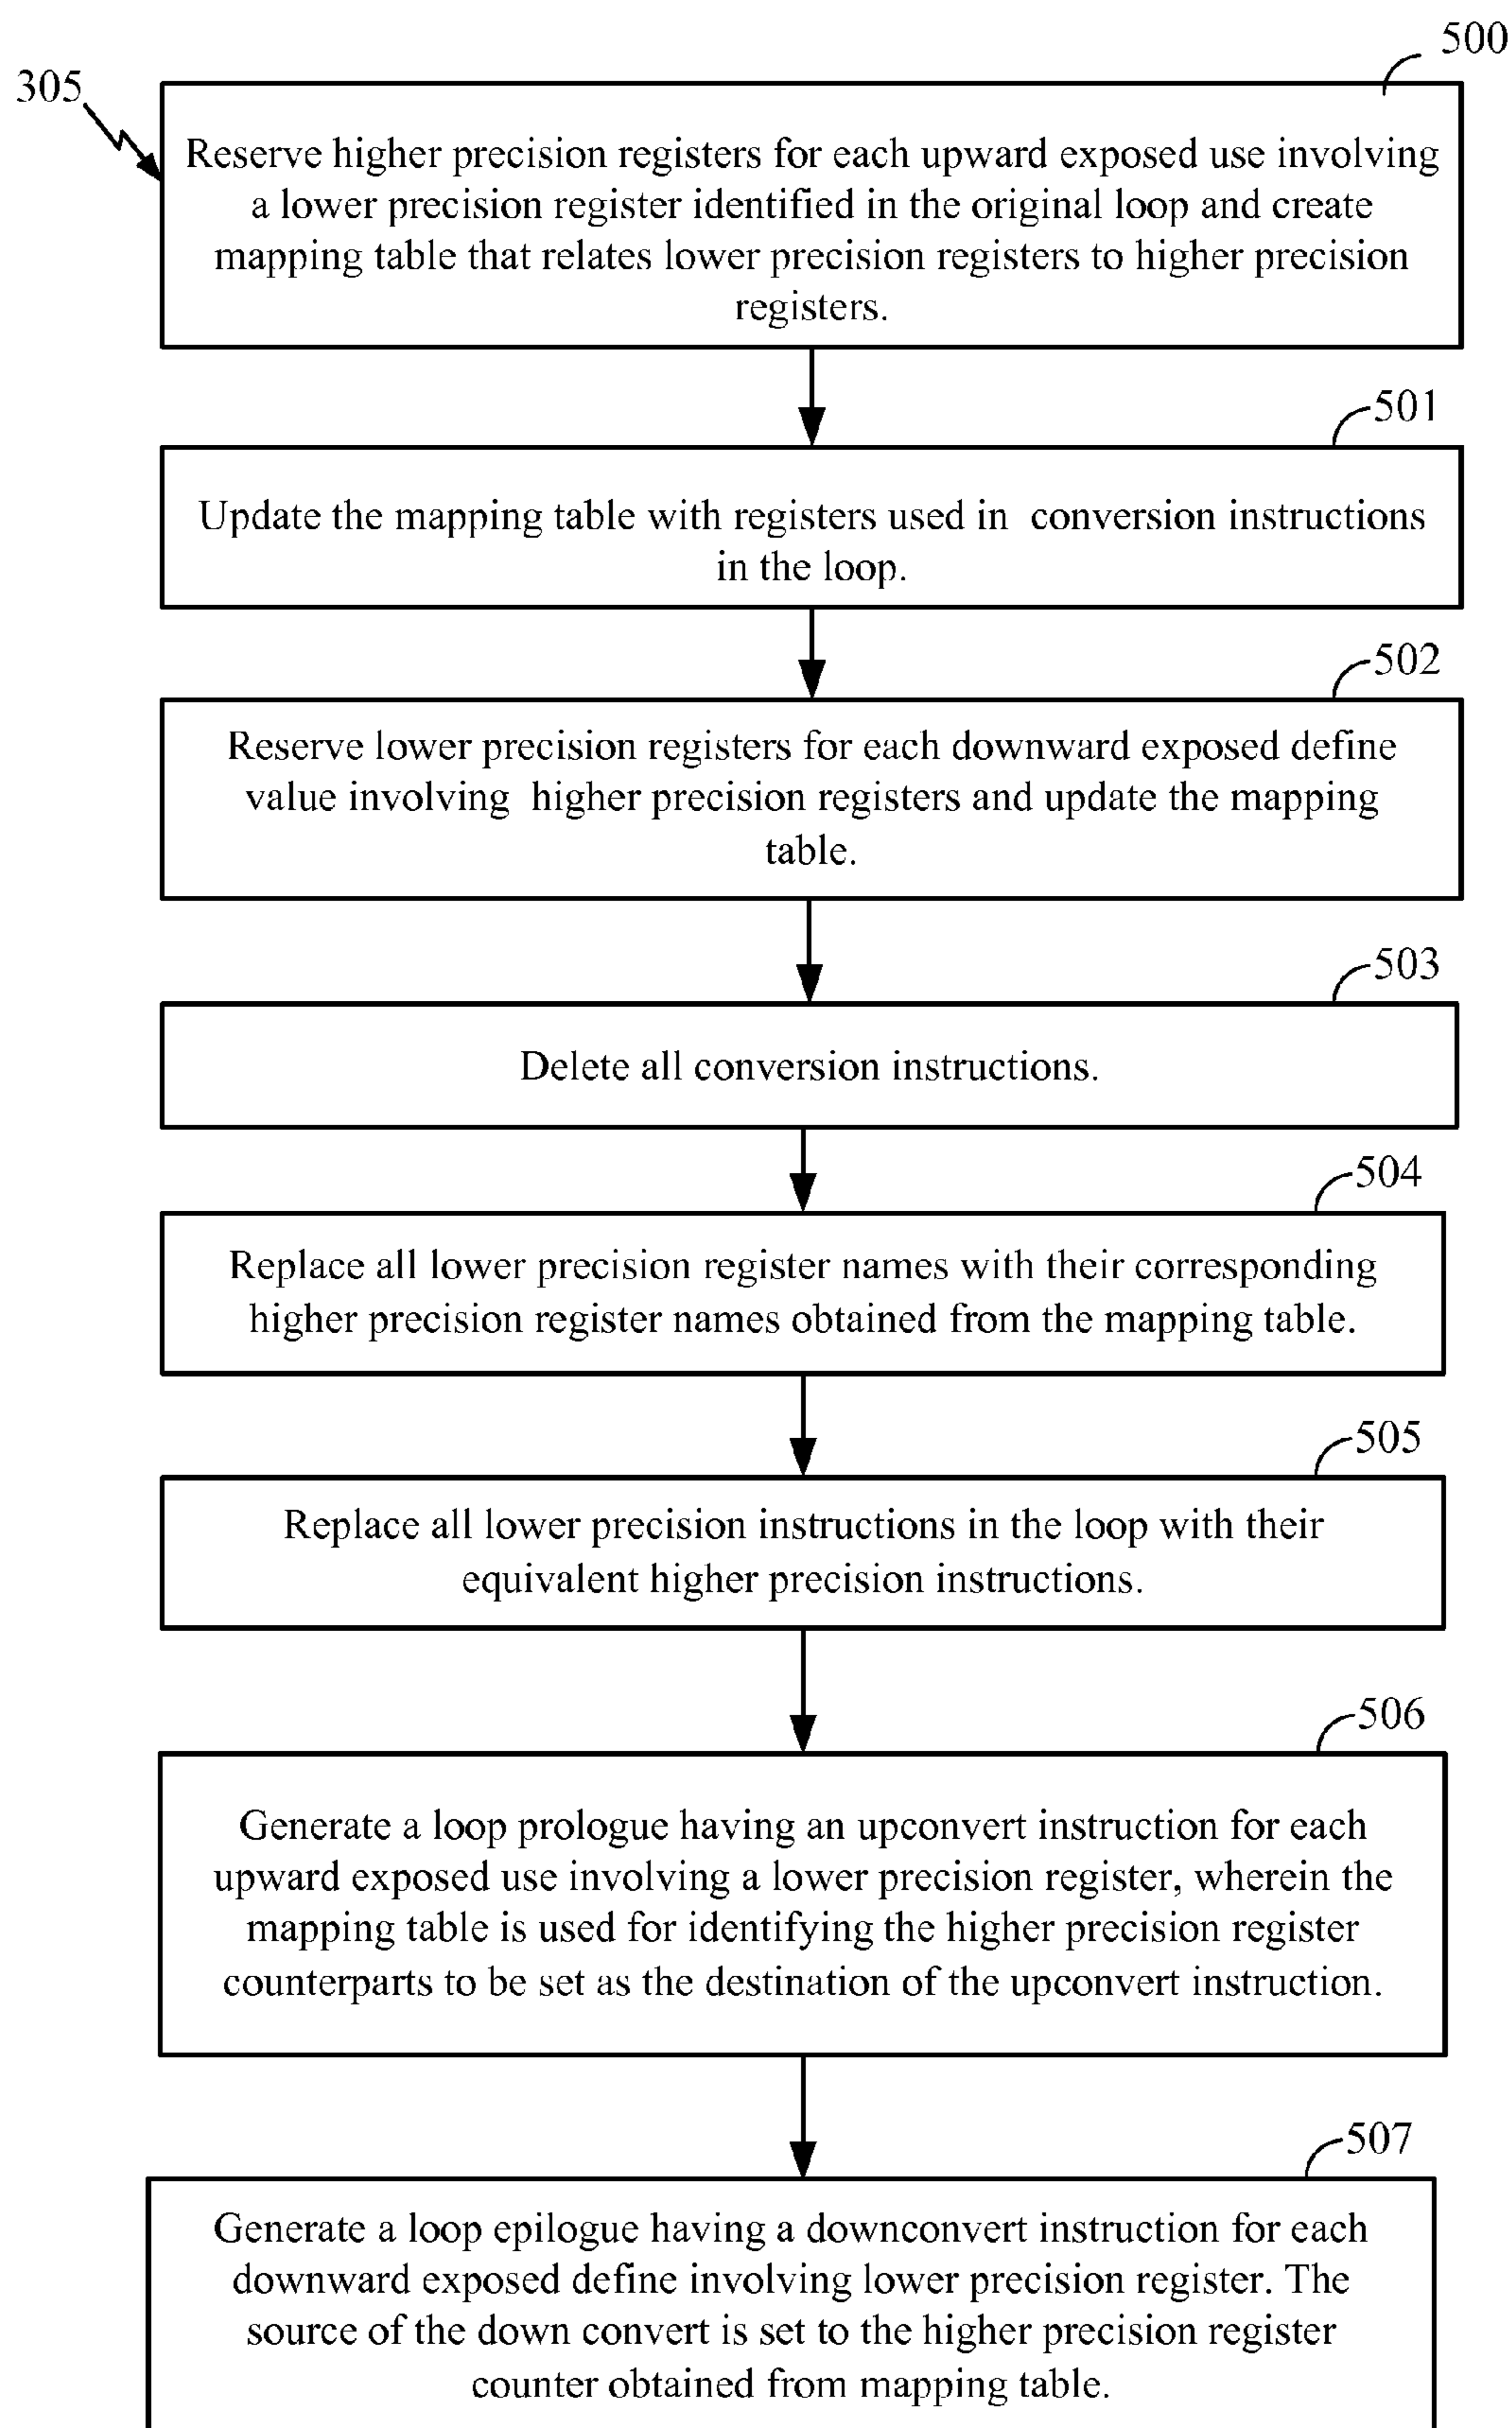 500
305
Reserve higher precision registers for each upward exposed use involving
a lower precision register identified in the original loop and create
mapping table that relates lower precision registers to higher precision
registers.
501
Update the mapping table with registers used in conversion instructions
in the loop.
502
Reserve lower precision registers for each downward exposed define
value involving higher precision registers and update the mapping
table.
503
Delete all conversion instructions.
504
Replace all lower precision register names with their corresponding
higher precision register names obtained from the mapping table.
505
Replace all lower precision instructions in the loop with their
equivalent higher precision instructions.
506
Generate a loop prologue having an upconvert instruction for each
upward exposed use involving a lower precision register, wherein the
mapping table is used for identifying the higher precision register
counterparts to be set as the destination of the upconvert instruction.
507
Generate a loop epilogue having a downconvert instruction for each
downward exposed define involving lower precision register. The
source of the down convert is set to the higher precision register
counter obtained from mapping table.